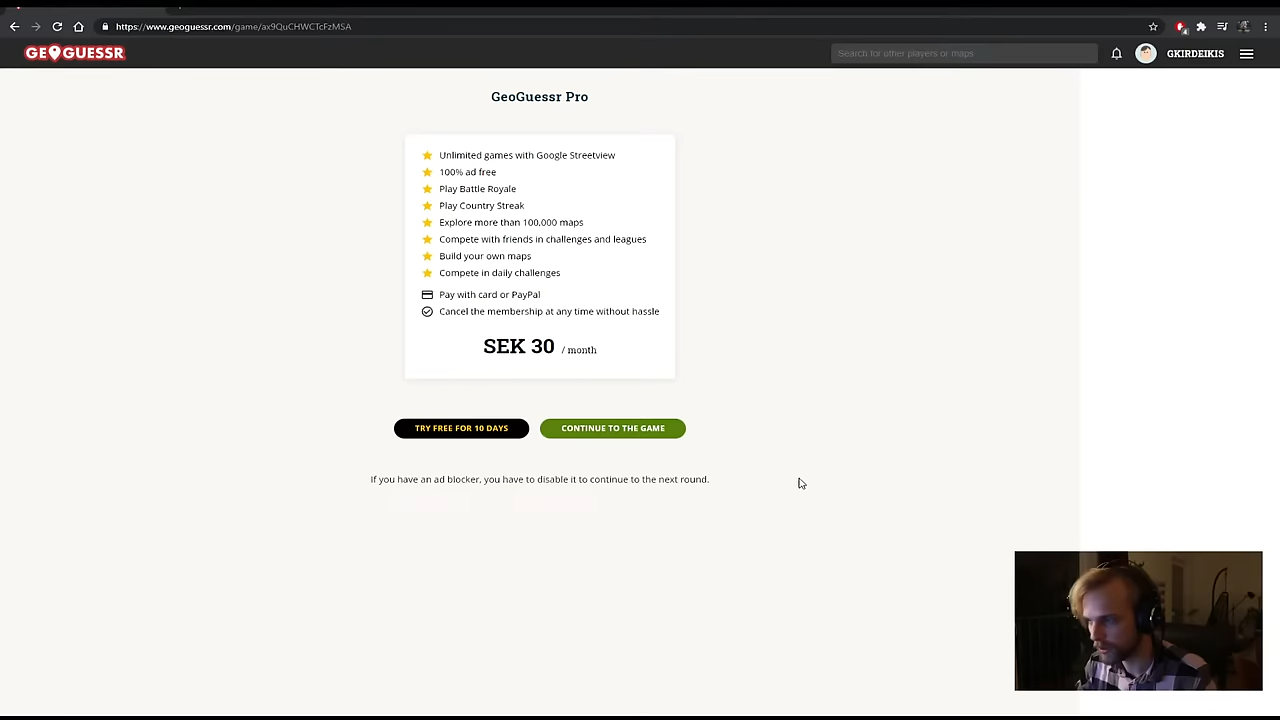 https://www.geoguessr.com/game/ax9QuCHWCTcFzMSA
GEOGUESSR
Search for other players or maps
GKIRDEIKIS
GeoGuessr Pro
Unlimited games with Google Streetview
100% ad free
Play Battle Royale
Play Country Streak
Explore more than 100,000 maps
Compete with friends in challenges and leagues
Build your own maps
Compete in daily challenges
Pay with card or PayPal
Cancel the membership at any time without hassle
SEK 30 / month
TRY FREE FOR 10 DAYS
CONTINUE TO THE GAME
If you have an ad blocker, you have to disable it to continue to the next round.